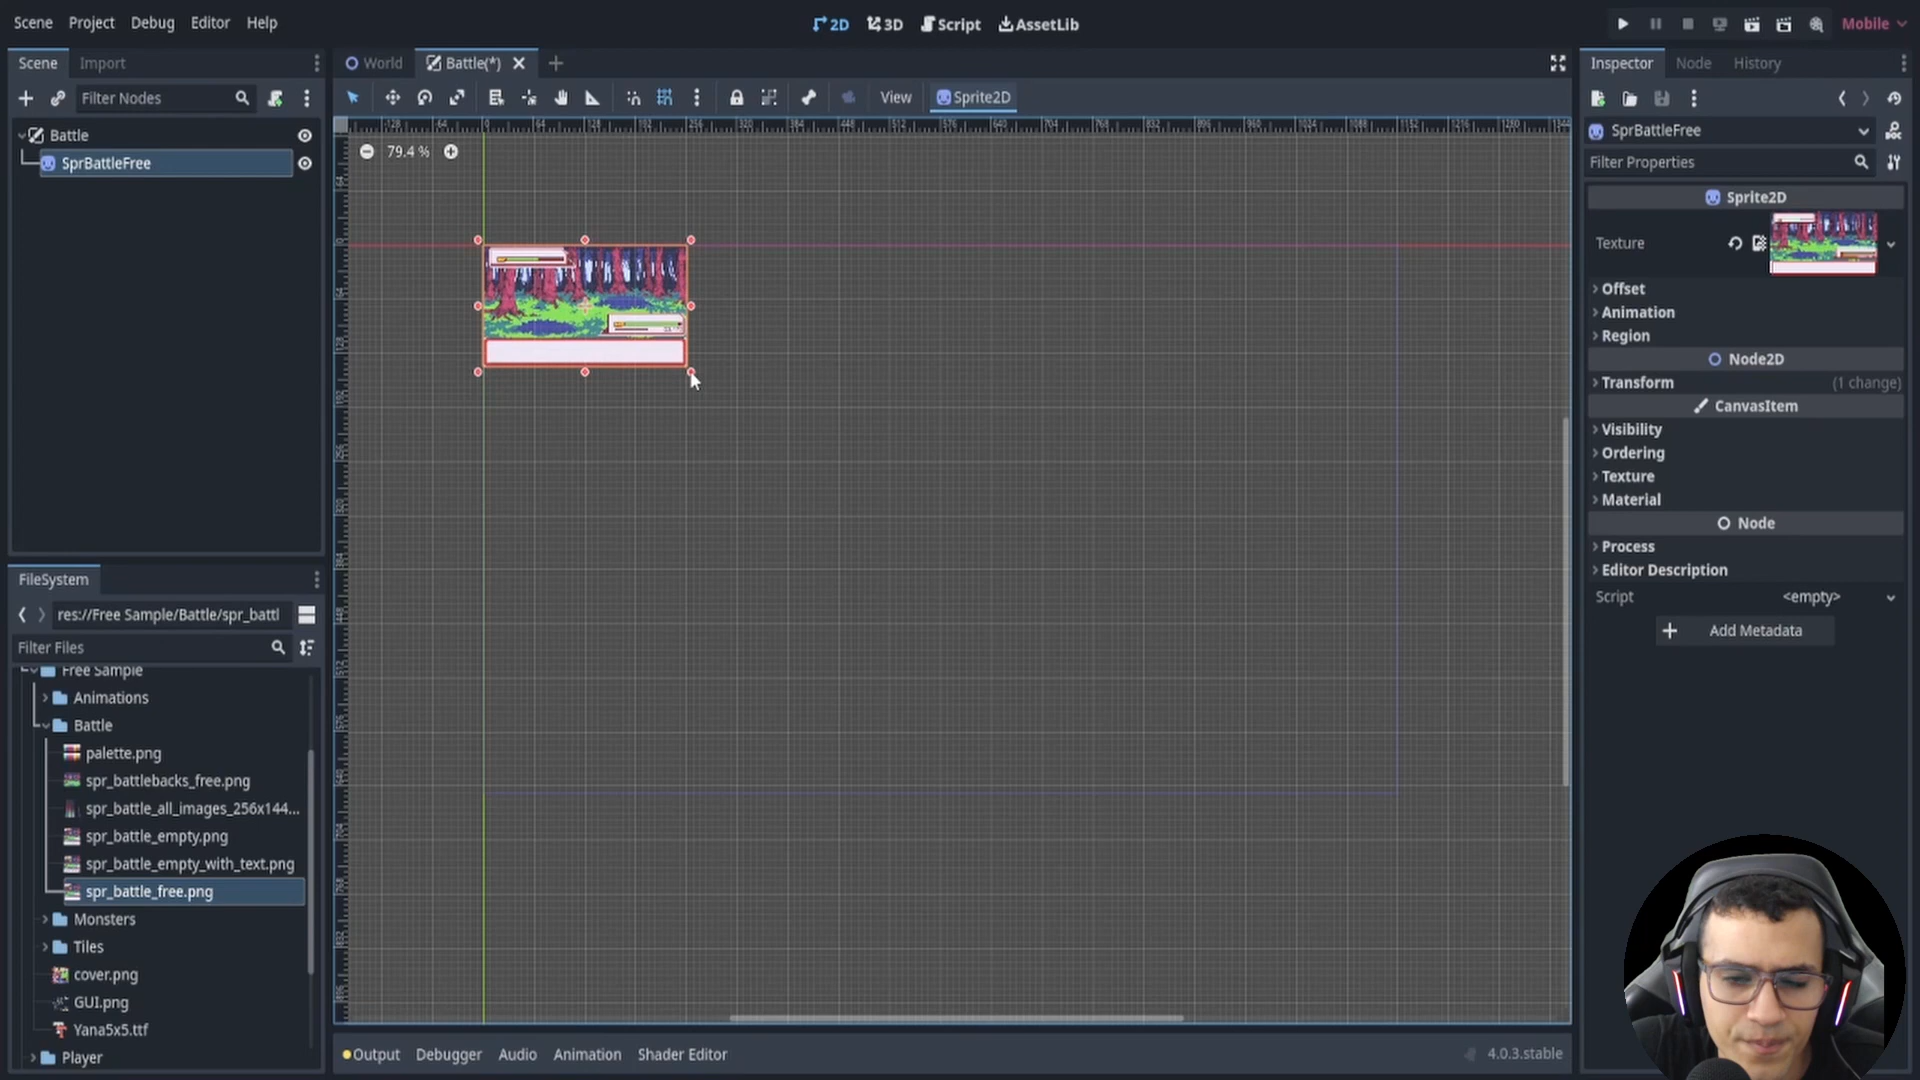 Scene Project Debug Editor Help
2D 3D Script AssetLib
Mobile
Scene Import
World Battle(*)
Inspector Node History
Filter Nodes
View Sprite2D
Battle
SprBattleFree
79.4 %
SprBattleFree
Filter Properties
Sprite2D
Texture
Offset
Animation
Region
Node2D
Transform (1 change)
CanvasItem
Visibility
Ordering
Texture
Material
Node
Process
Editor Description
Script <empty>
Add Metadata
FileSystem
res://Free Sample/Battle/spr_battl
Filter Files
Free Sample
Animations
Battle
palette.png
spr_battlebacks_free.png
spr_battle_all_images_256x144...
spr_battle_empty.png
spr_battle_empty_with_text.png
spr_battle_free.png
Monsters
Tiles
cover.png
GUI.png
Yana5x5.ttf
Player
Output Debugger Audio Animation Shader Editor
4.0.3.stable